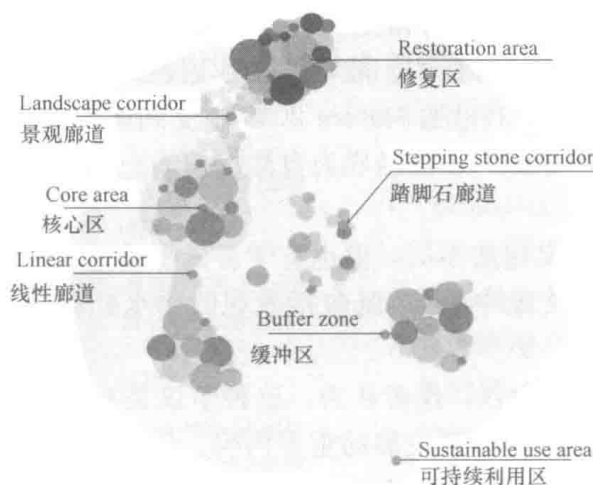 Restoration area
修复区
Landscape corridor
景观廊道
Stepping stone corridor
踏脚石廊道
Core area
核心区
Linear corridor
线性廊道
Buffer zone
缓冲区
Sustainable use area
可持续利用区